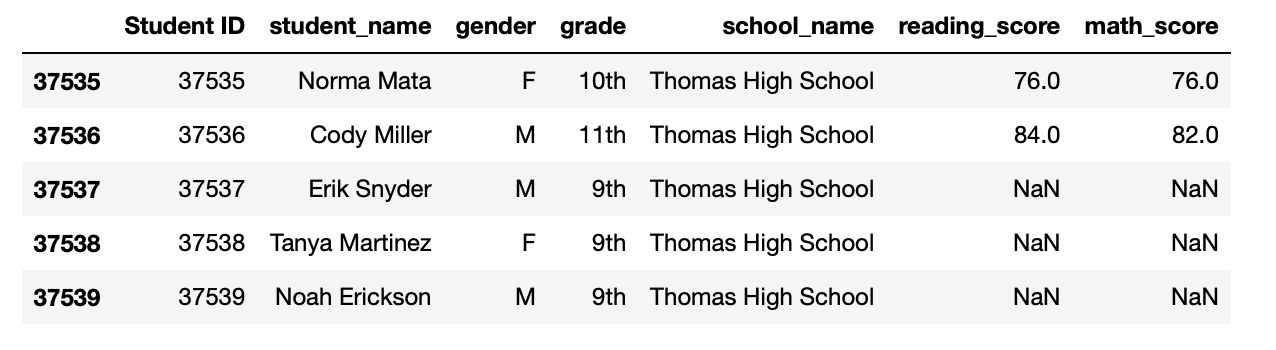 Student ID student_name gender grade school_name reading_score math_score
37535 37535 Norma Mata F 10th Thomas High School 76.0 76.0
37536 37536 Cody Miller M 11th Thomas High School 84.0 82.0
37537 37537 Erik Snyder M 9th Thomas High School NaN NaN
37538 37538 Tanya Martinez F 9th Thomas High School NaN NaN
37539 37539 Noah Erickson M 9th Thomas High School NaN NaN